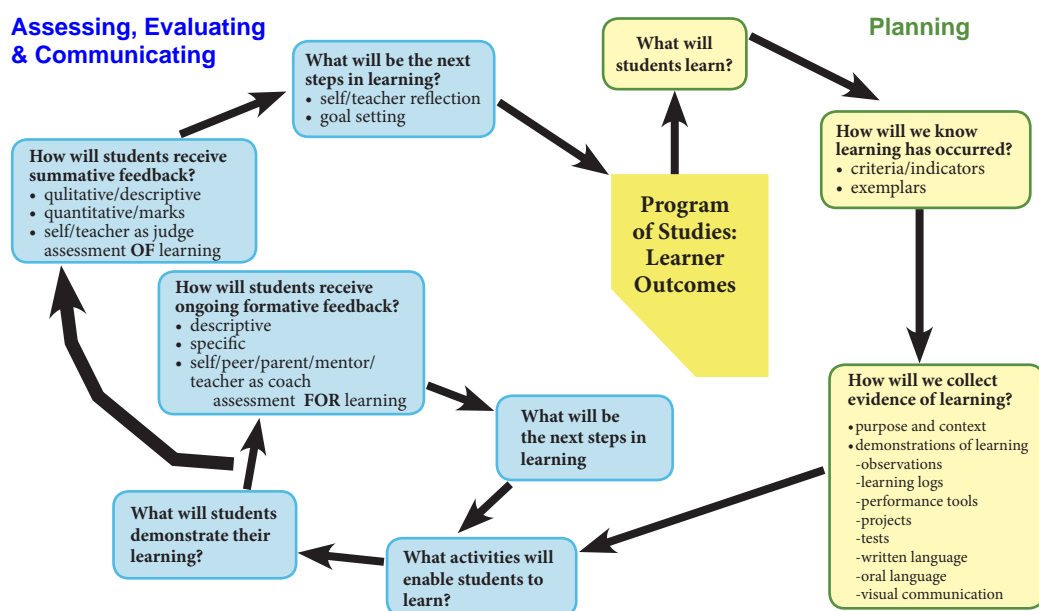 Assessing, Evaluating
& Communicating
Planning
What will
students learn?
What will be the next
steps in learning?
• self/teacher reflection
• goal setting
How will we know
learning has occurred?
• criteria/indicators
• exemplars
How will students receive
summative feedback?
• qulitative/descriptive
• quantitative/marks
• self/teacher as judge
assessment OF learning
Program
of Studies:
Learner
Outcomes
How will students receive
ongoing formative feedback?
• descriptive
• specific
• self/peer/parent/mentor/
teacher as coach
assessment FOR learning
How will we collect
evidence of learning?
• purpose and context
• demonstrations of learning
-observations
-learning logs
-performance tools
-projects
-tests
-written language
-oral language
-visual communication
What will be
the next steps in
learning
What will students
demonstrate their
learning?
What activities will
enable students to
learn?